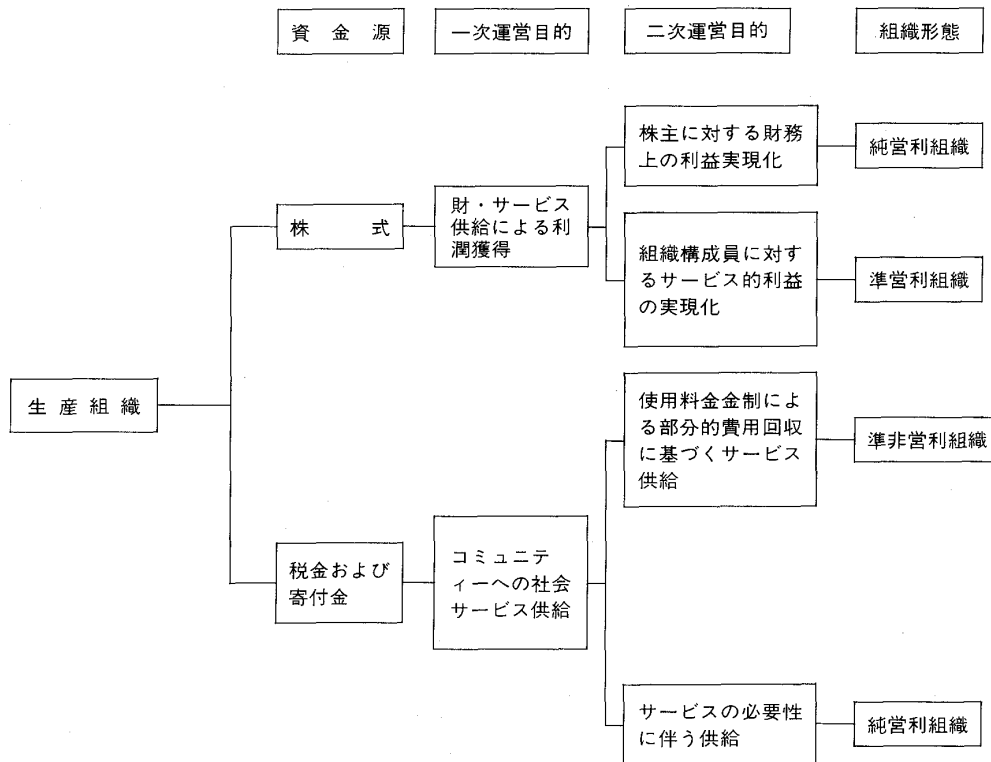 資金源
一次運営目的
二次運営目的
組織形態
株主に対する財務
上の利益実現化
純営利組織
財・サービス
供給による利
潤獲得
株式
組織構成員に対す
るサービス的利益
の実現化
準営利組織
生産組織
使用料金金制によ
る部分的費用回収
に基づくサービス
供給
準非営利組織
税金および
寄付金
コミュニテ
ィーへの社会
サービス供給
サービスの必要性
に伴う供給
純営利組織